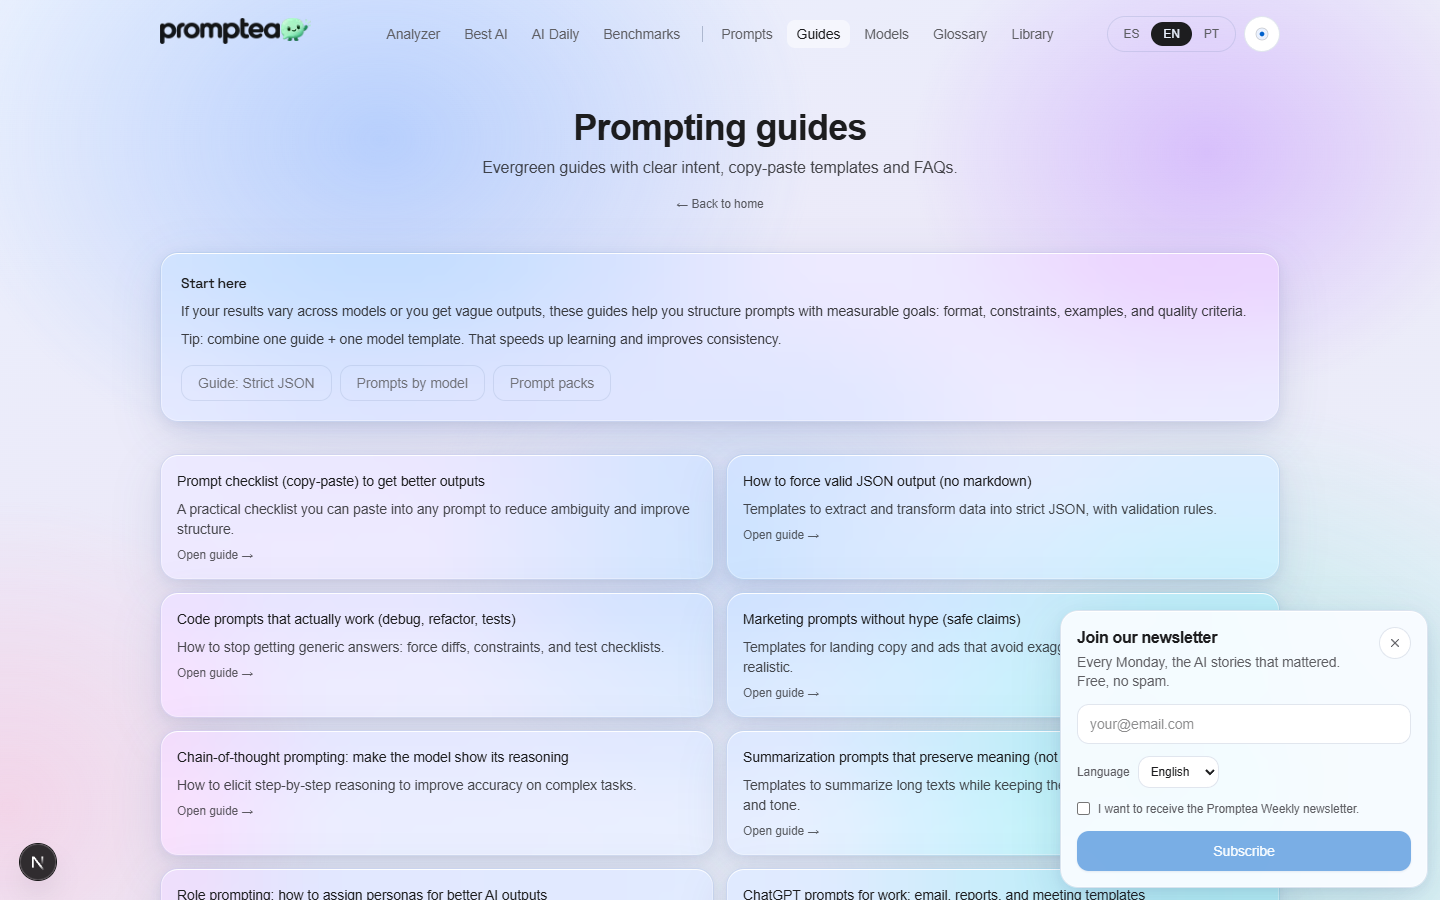 promptea
Analyzer Best AI AI Daily Benchmarks Prompts Guides Models Glossary Library
ES EN PT
Prompting guides
Evergreen guides with clear intent, copy-paste templates and FAQs.
← Back to home
Start here
If your results vary across models or you get vague outputs, these guides help you structure prompts with measurable goals: format, constraints, examples, and quality criteria.
Tip: combine one guide + one model template. That speeds up learning and improves consistency.
Guide: Strict JSON Prompts by model Prompt packs
Prompt checklist (copy-paste) to get better outputs
A practical checklist you can paste into any prompt to reduce ambiguity and improve
structure.
Open guide →
How to force valid JSON output (no markdown)
Templates to extract and transform data into strict JSON, with validation rules.
Open guide →
Code prompts that actually work (debug, refactor, tests)
How to stop getting generic answers: force diffs, constraints, and test checklists.
Open guide →
Marketing prompts without hype (safe claims)
Templates for landing copy and ads that avoid
realistic.
Open guide →
Chain-of-thought prompting: make the model show its reasoning
How to elicit step-by-step reasoning to improve accuracy on complex tasks.
Open guide →
Summarization prompts that preserve meaning (not
Templates to summarize long texts while keeping
and tone.
Open guide →
Role prompting: how to assign personas for better AI outputs
ChatGPT prompts for work: email, reports, and meeting templates
Join our newsletter
×
Every Monday, the AI stories that mattered.
Free, no spam.
your@email.com
Language English
I want to receive the Promptea Weekly newsletter.
Subscribe
N